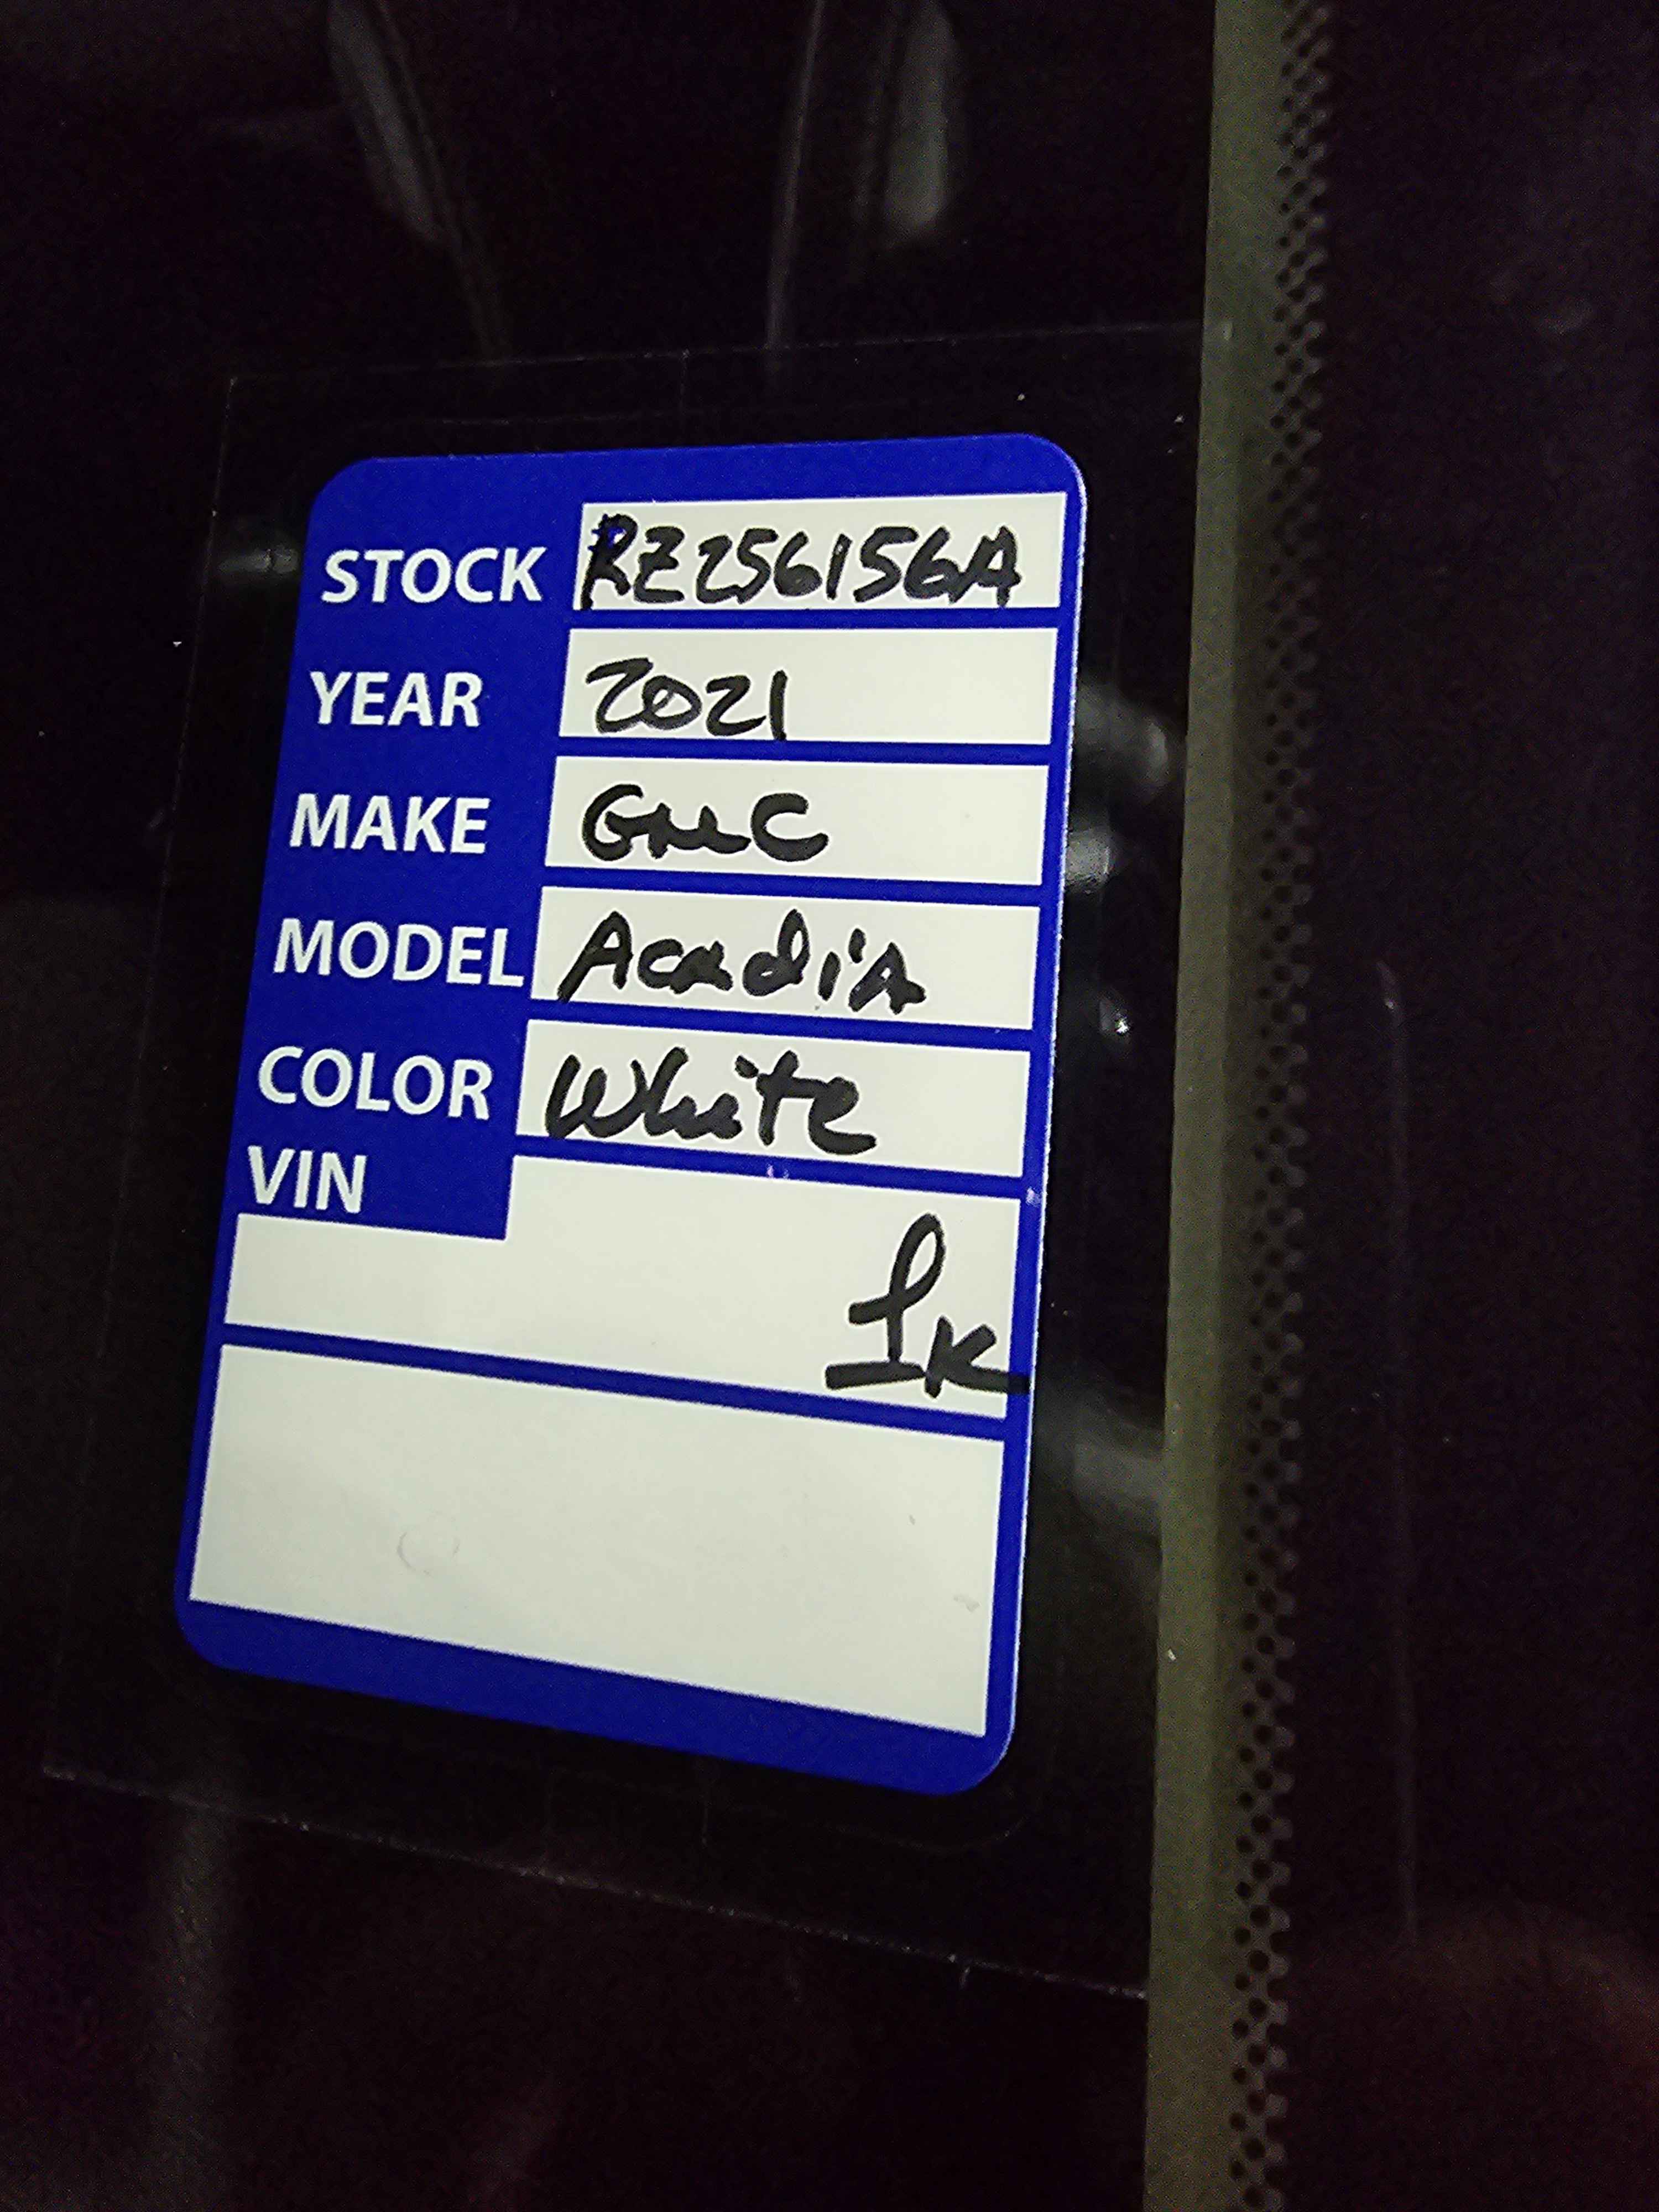 STOCK RZ256156A
YEAR 2021
MAKE GMC
MODEL AcadiA
COLOR White
VIN
1K